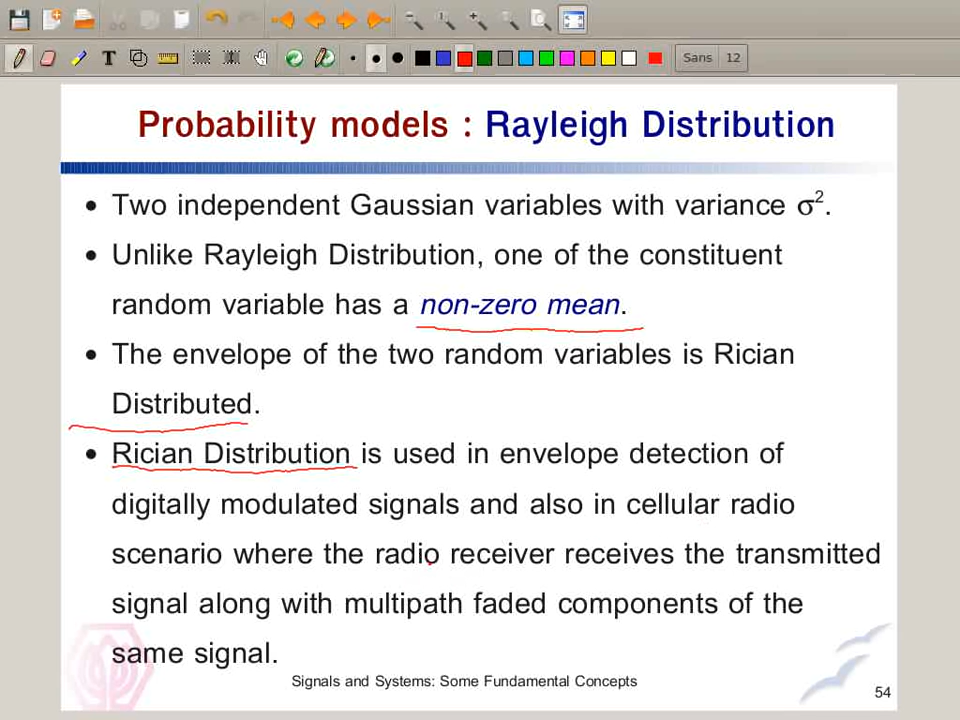 Sans 12
Probability models : Rayleigh Distribution
• Two independent Gaussian variables with variance σ².
• Unlike Rayleigh Distribution, one of the constituent
random variable has a non-zero mean.
• The envelope of the two random variables is Rician
Distributed.
• Rician Distribution is used in envelope detection of
digitally modulated signals and also in cellular radio
scenario where the radio receiver receives the transmitted
signal along with multipath faded components of the
same signal.
Signals and Systems: Some Fundamental Concepts
54